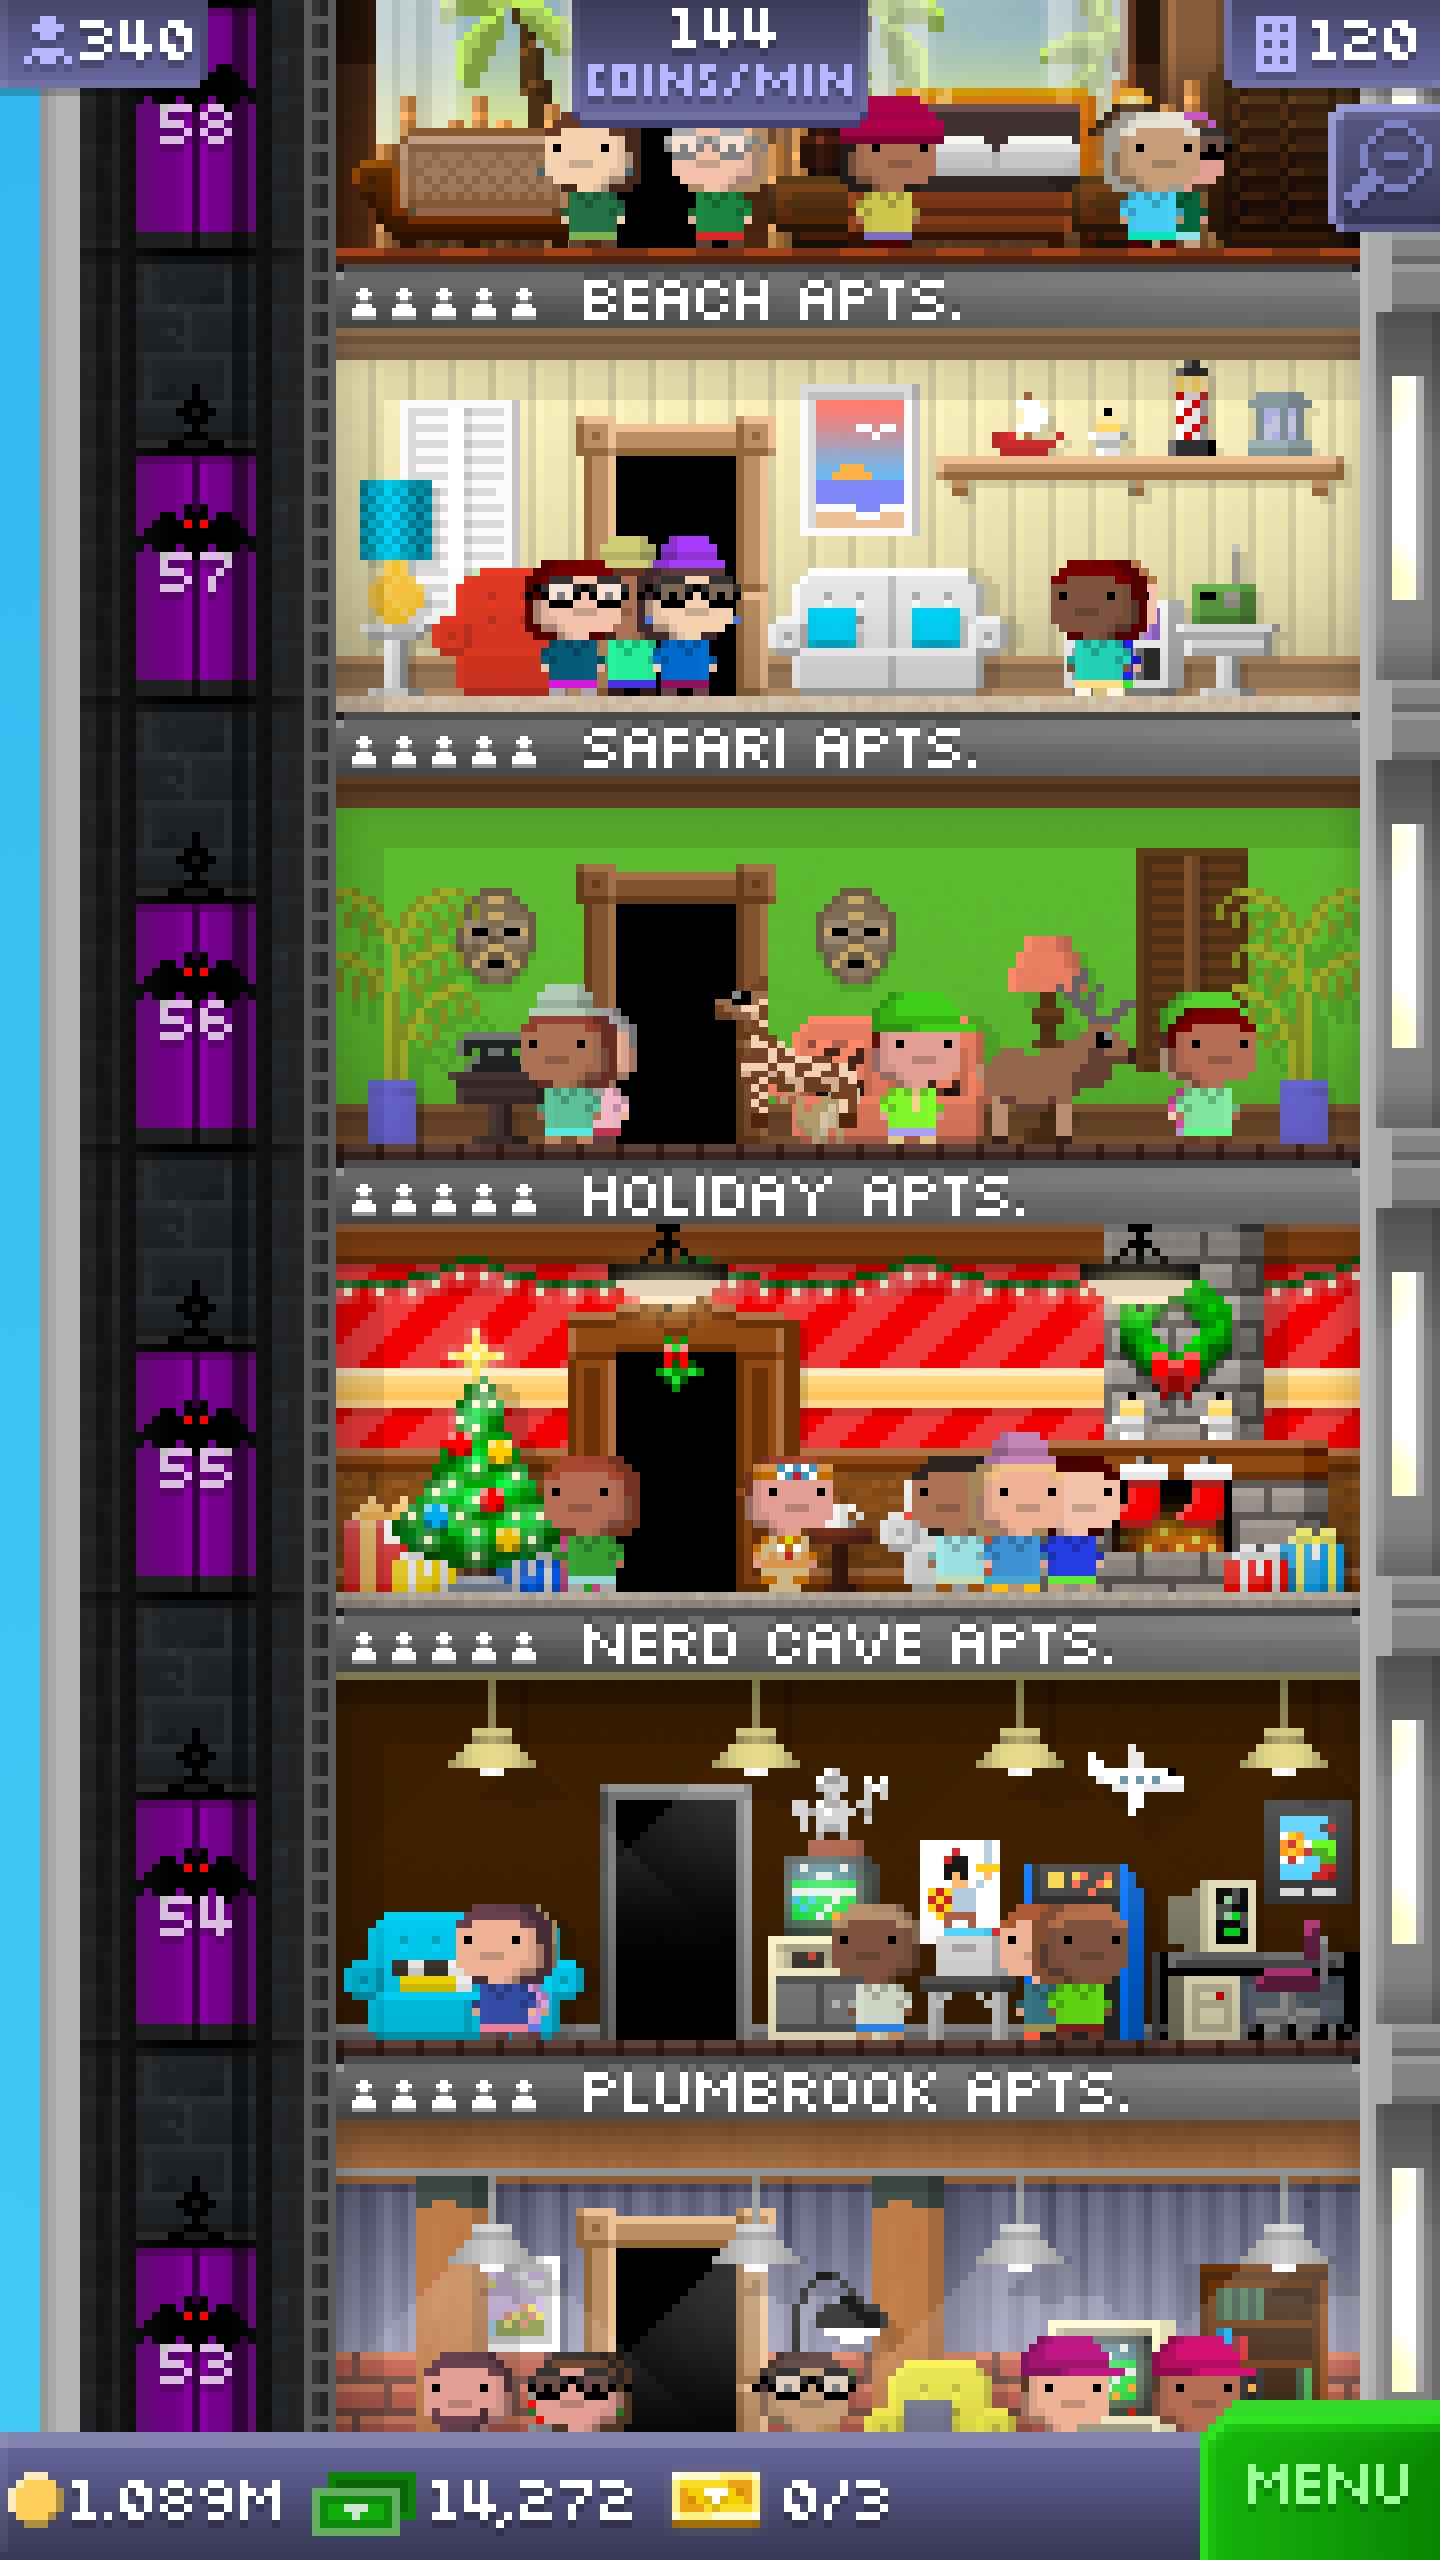 340
144
COINS/MIN
120
58
BEACH APTS.
57
SAFARI APTS.
56
HOLIDAY APTS.
55
NERD CAVE APTS.
54
PLUMBROOK APTS.
53
1.089M
14,272
0/3
MENU